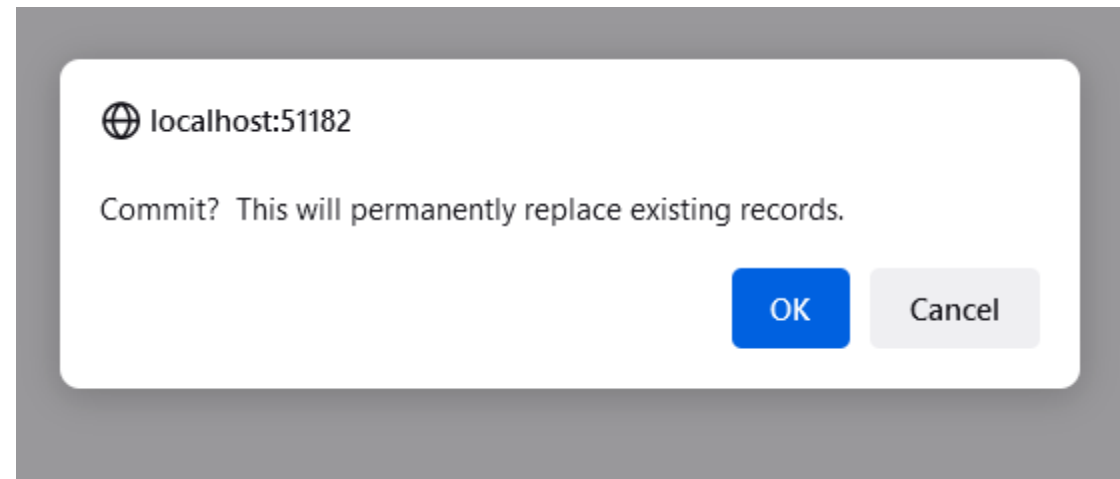 localhost:51182
Commit?  This will permanently replace existing records.
OK
Cancel